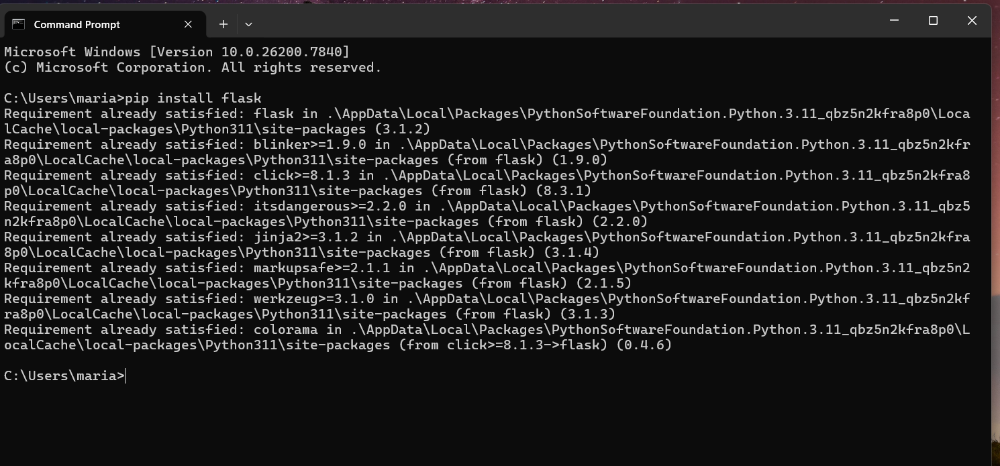 Command Prompt
Microsoft Windows [Version 10.0.26200.7840]
(c) Microsoft Corporation. All rights reserved.
C:\Users\maria>pip install flask
Requirement already satisfied: flask in .\AppData\Local\Packages\PythonSoftwareFoundation.Python.3.11_qbz5n2kfra8p0\Loca
lCache\local-packages\Python311\site-packages (3.1.2)
Requirement already satisfied: blinker>=1.9.0 in .\AppData\Local\Packages\PythonSoftwareFoundation.Python.3.11_qbz5n2kfr
a8p0\LocalCache\local-packages\Python311\site-packages (from flask) (1.9.0)
Requirement already satisfied: click>=8.1.3 in .\AppData\Local\Packages\PythonSoftwareFoundation.Python.3.11_qbz5n2kfra8
p0\LocalCache\local-packages\Python311\site-packages (from flask) (8.3.1)
Requirement already satisfied: itsdangerous>=2.2.0 in .\AppData\Local\Packages\PythonSoftwareFoundation.Python.3.11_qbz5
n2kfra8p0\LocalCache\local-packages\Python311\site-packages (from flask) (2.2.0)
Requirement already satisfied: jinja2>=3.1.2 in .\AppData\Local\Packages\PythonSoftwareFoundation.Python.3.11_qbz5n2kfra
8p0\LocalCache\local-packages\Python311\site-packages (from flask) (3.1.4)
Requirement already satisfied: markupsafe>=2.1.1 in .\AppData\Local\Packages\PythonSoftwareFoundation.Python.3.11_qbz5n2
kfra8p0\LocalCache\local-packages\Python311\site-packages (from flask) (2.1.5)
Requirement already satisfied: werkzeug>=3.1.0 in .\AppData\Local\Packages\PythonSoftwareFoundation.Python.3.11_qbz5n2kf
ra8p0\LocalCache\local-packages\Python311\site-packages (from flask) (3.1.3)
Requirement already satisfied: colorama in .\AppData\Local\Packages\PythonSoftwareFoundation.Python.3.11_qbz5n2kfra8p0\L
ocalCache\local-packages\Python311\site-packages (from click>=8.1.3->flask) (0.4.6)
C:\Users\maria>